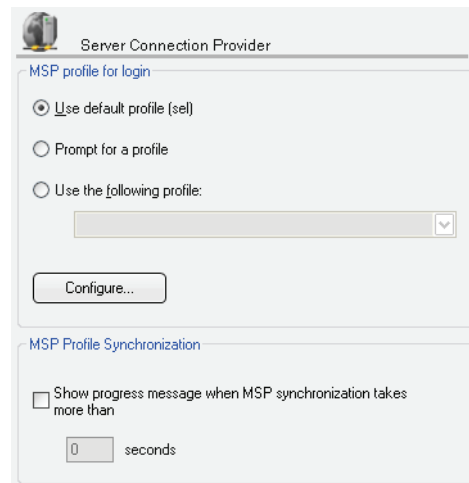 Server Connection Provider
MSP profile for login
Use default profile (sel)
Prompt for a profile
Use the following profile:
Configure...
MSP Profile Synchronization
Show progress message when MSP synchronization takes
more than
0 seconds